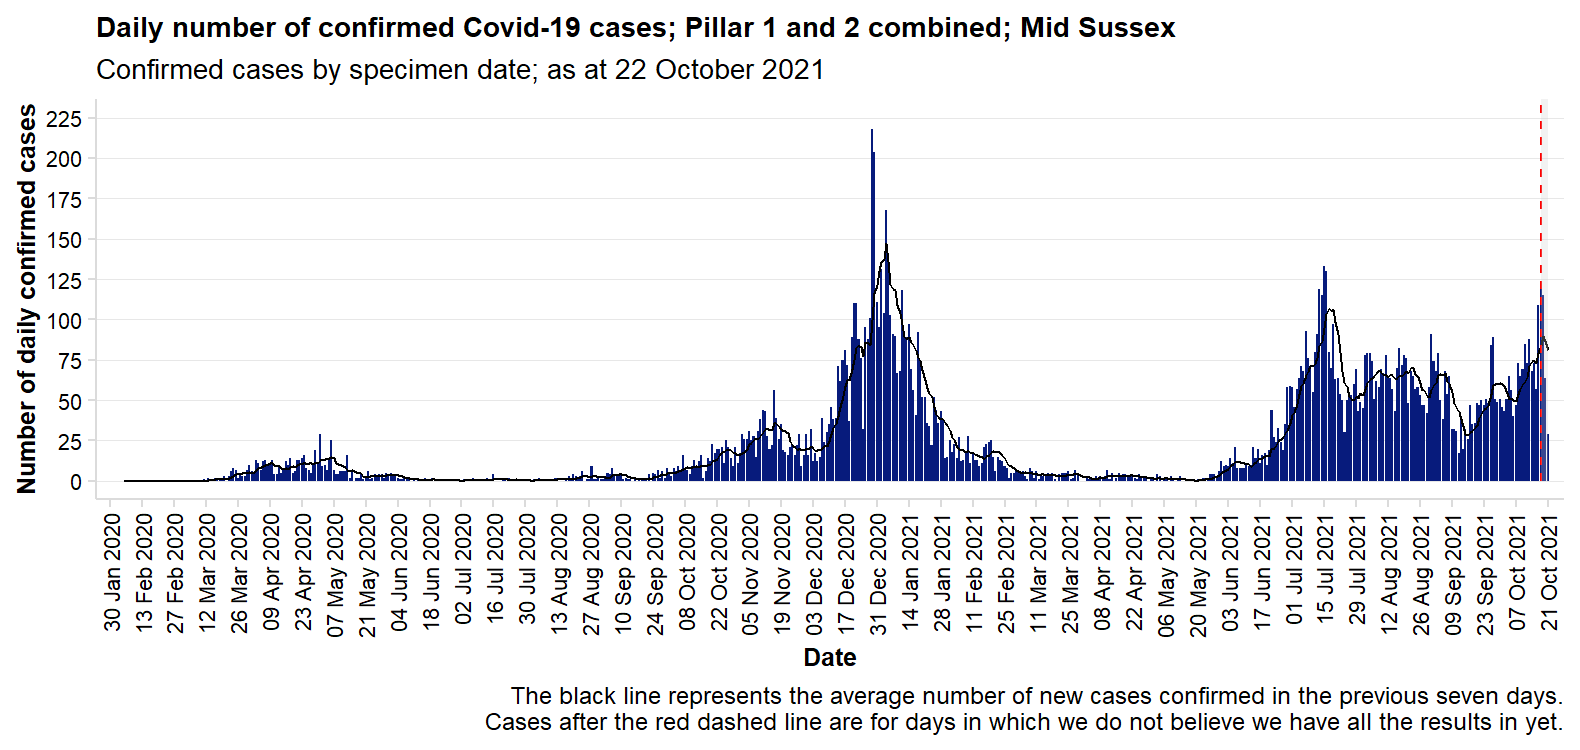 Daily number of confirmed Covid-19 cases; Pillar 1 and 2 combined; Mid Sussex
Confirmed cases by specimen date; as at 22 October 2021
Number of daily confirmed cases
225
200
175
150
125
100
75
50
25
0
30 Jan 2020
13 Feb 2020
27 Feb 2020
12 Mar 2020
26 Mar 2020
09 Apr 2020
23 Apr 2020
07 May 2020
21 May 2020
04 Jun 2020
18 Jun 2020
02 Jul 2020
16 Jul 2020
30 Jul 2020
13 Aug 2020
27 Aug 2020
10 Sep 2020
24 Sep 2020
08 Oct 2020
22 Oct 2020
05 Nov 2020
19 Nov 2020
03 Dec 2020
17 Dec 2020
31 Dec 2020
14 Jan 2021
28 Jan 2021
11 Feb 2021
25 Feb 2021
11 Mar 2021
25 Mar 2021
08 Apr 2021
22 Apr 2021
06 May 2021
20 May 2021
03 Jun 2021
17 Jun 2021
01 Jul 2021
15 Jul 2021
29 Jul 2021
12 Aug 2021
26 Aug 2021
09 Sep 2021
23 Sep 2021
07 Oct 2021
21 Oct 2021
Date
The black line represents the average number of new cases confirmed in the previous seven days.
Cases after the red dashed line are for days in which we do not believe we have all the results in yet.